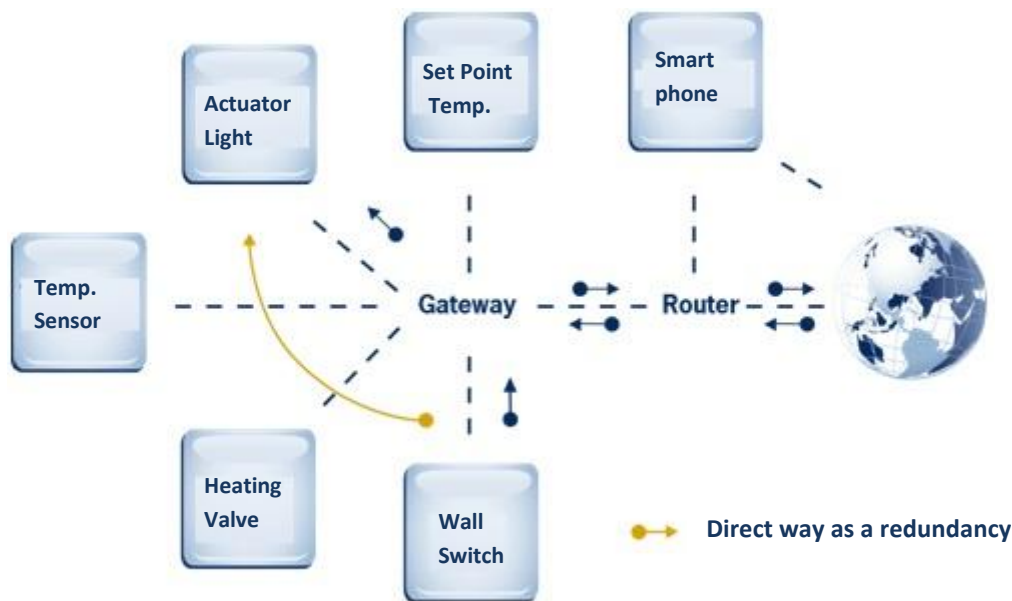 Actuator
Light
Set Point
Temp.
Smart
phone
Temp.
Sensor
Gateway
Router
Heating
Valve
Wall
Switch
Direct way as a redundancy